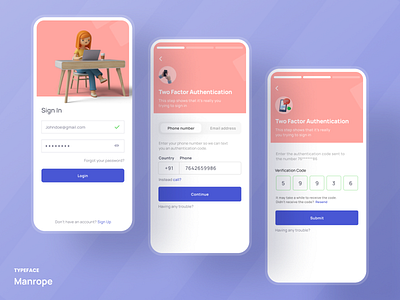 Sign In
Johndoe@gmail.com
Forgot your password?
Login
Don't have an account? Sign Up
Two Factor Authentication
This step shows that it's really you
trying to sign in
Phone number
Email address
Enter your phone number so we can text
you an authentication code.
Country Phone
+91 7642659986
Instead call?
Continue
Having any trouble?
Two Factor Authentication
This step shows that it's really
you trying to sign in
Enter the authentication code sent to
the number
Verification Code
5 9 9 3 6
It may take a while to receive the code.
Didn't receive the code? Resend
Submit
Having any trouble?
TYPEFACE
Manrope